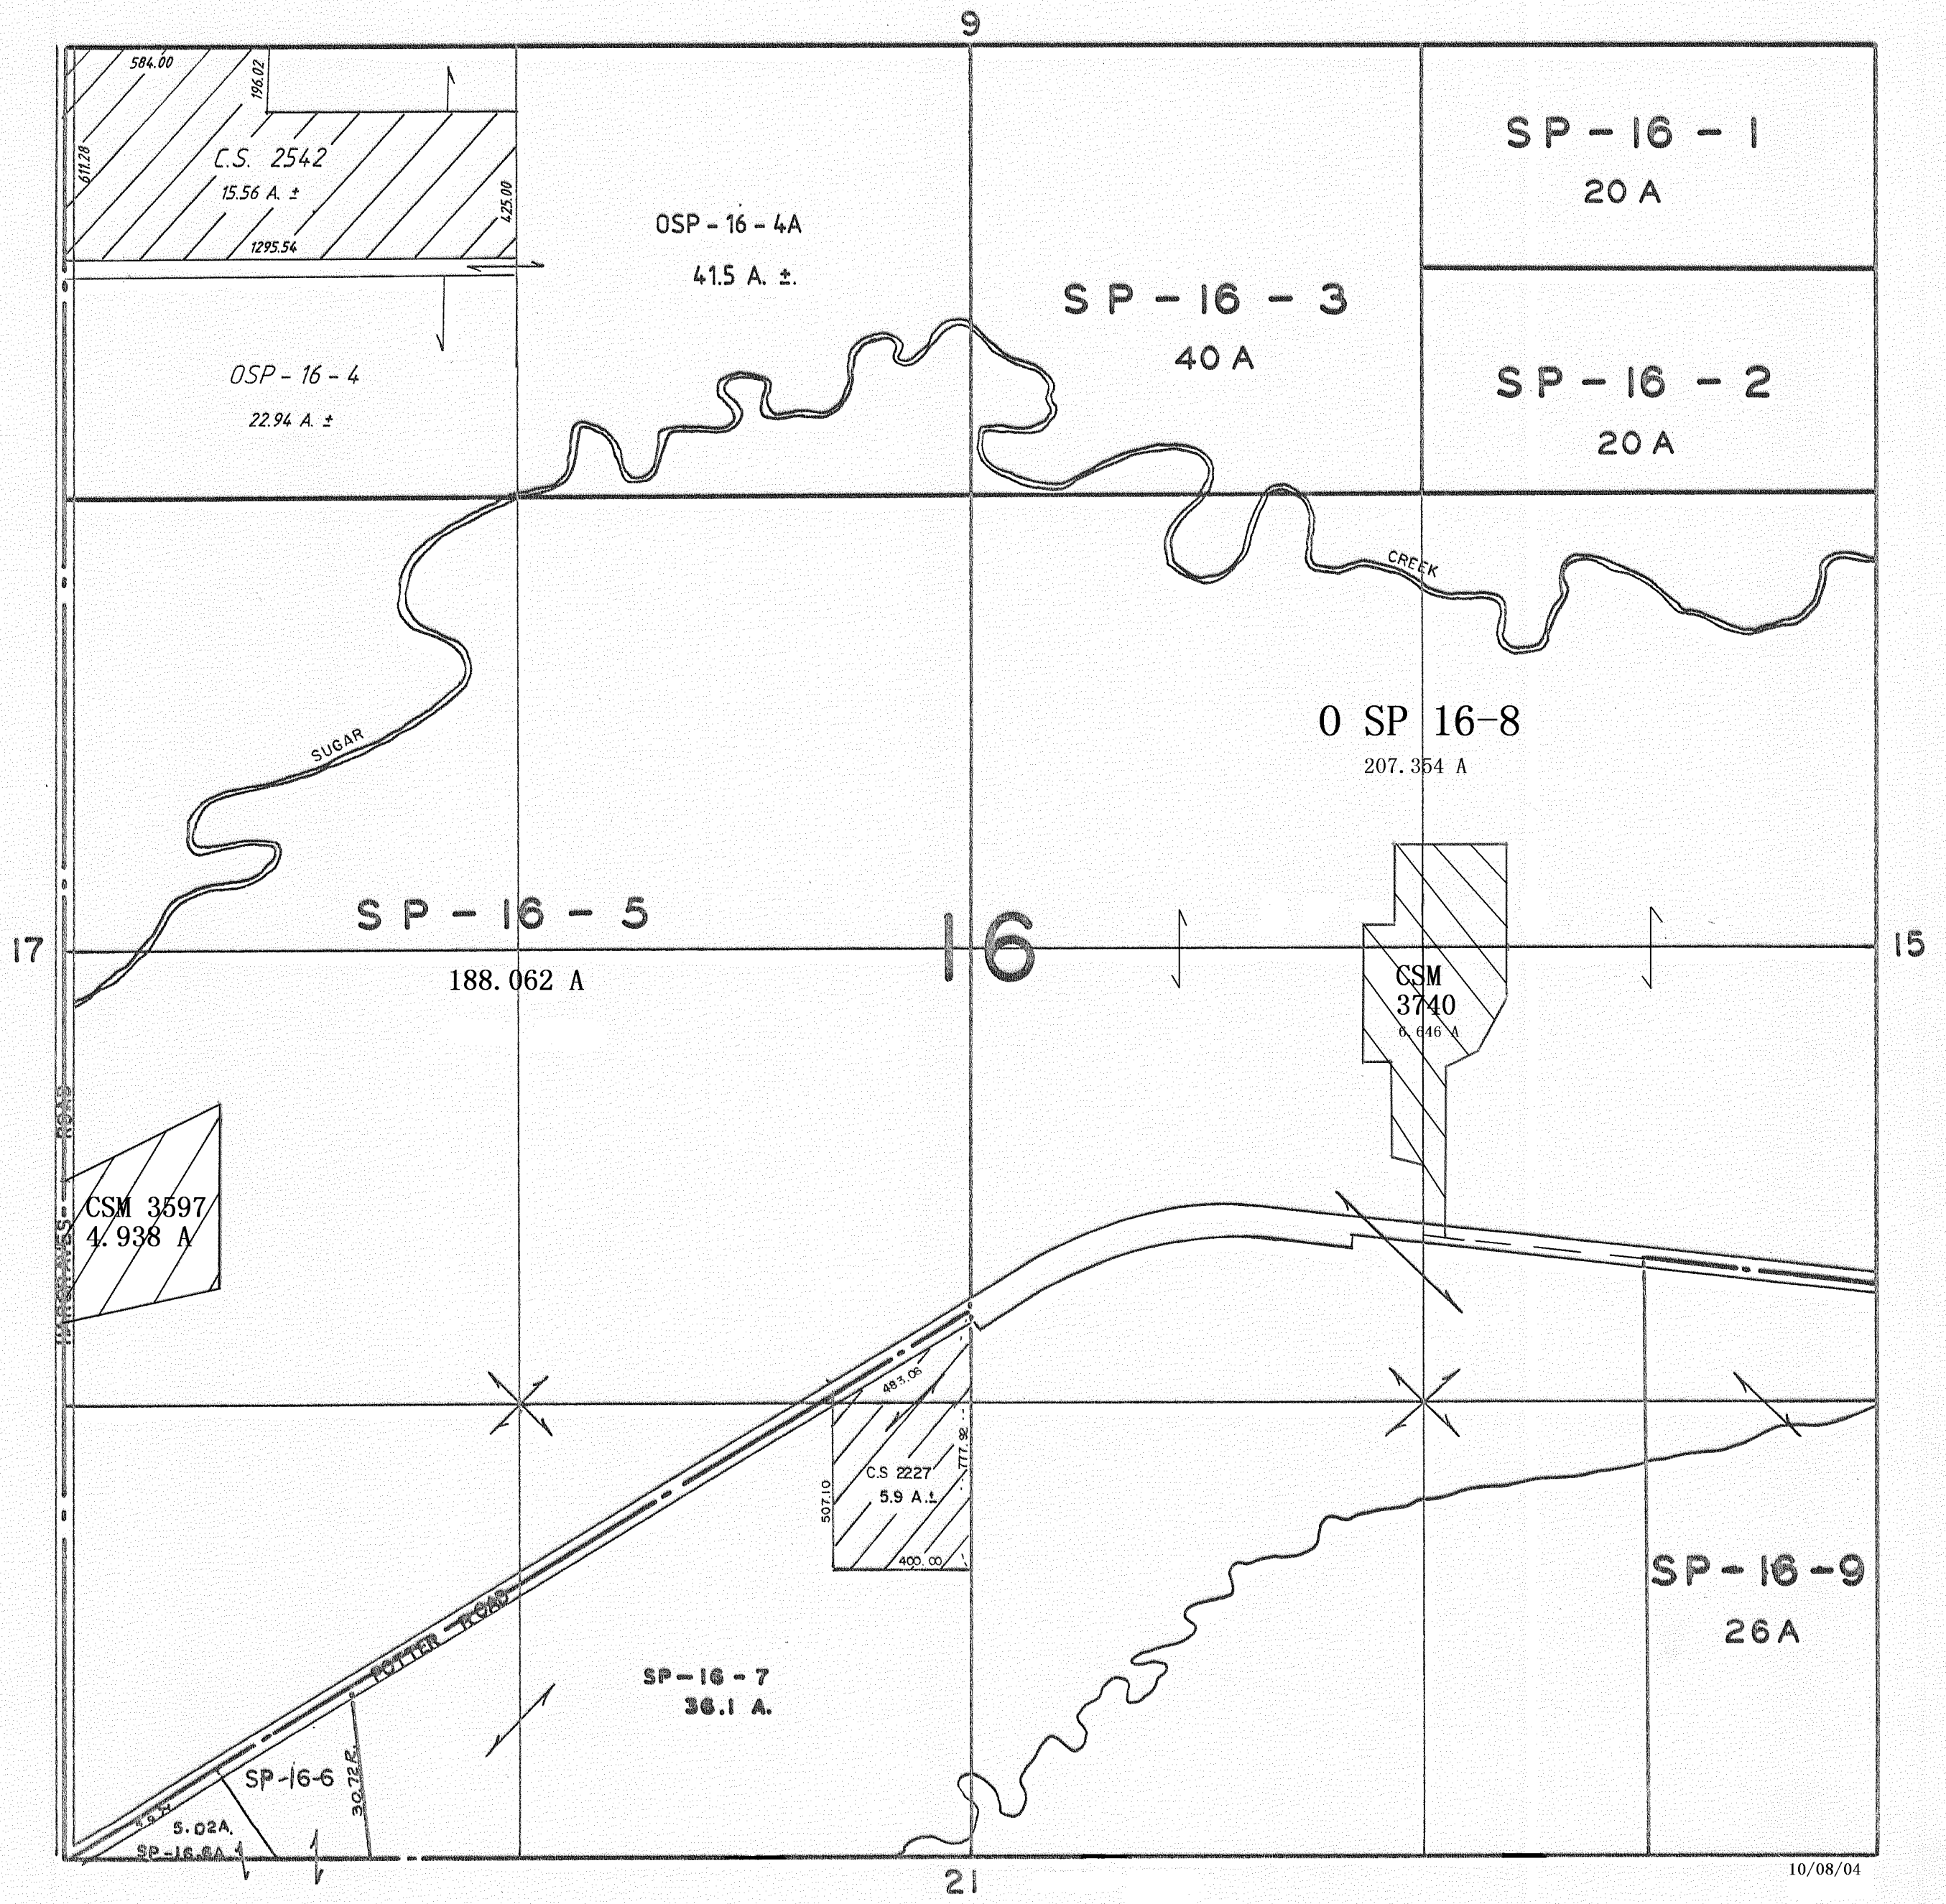 9
584.00
196.02
611.28
C.S. 2542
15.56 A. ±
425.00
1295.54
OSP-16-4A
41.5 A. ±.
SP-16-1
20 A
SP-16-3
40 A
SP-16-2
20 A
OSP-16-4
22.94 A. ±
CREEK
SUGAR
O SP 16-8
207.354 A
SP-16-5
188.062 A
17
16
15
CSM
3740
6.646 A
ROAD
CSM 3597
4.938 A
483.06
777.92
C.S 2227
5.9 A.±
507.10
400.00
SP-16-9
26 A
POTTER ROAD
SP-16-7
36.1 A.
SP-16-6
30.72 R.
5.02A.
SP-16.6A
21
10/08/04